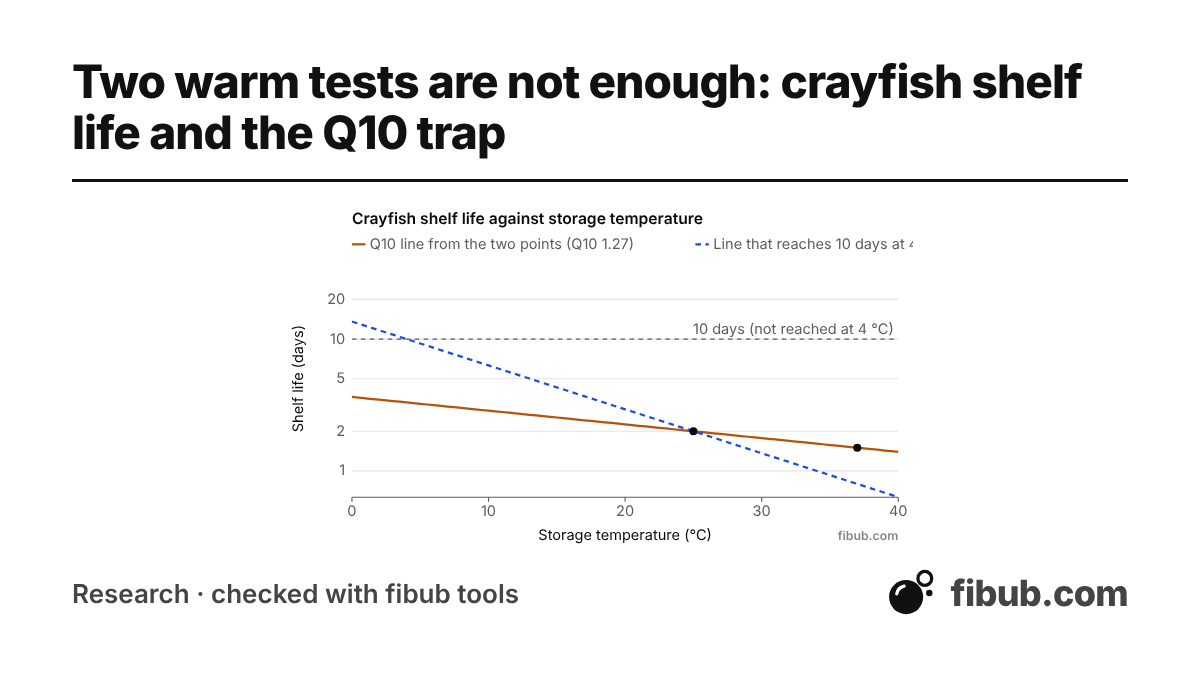 Two warm tests are not enough: crayfish shelf
life and the Q10 trap
Crayfish shelf life against storage temperature
Q10 line from the two points (Q10 1.27)
Line that reaches 10 days at
20
10
5
2
1
10 days (not reached at 4 °C)
Shelf life (days)
0
10
20
30
40
Storage temperature (°C)
fibub.com
Research · checked with fibub tools
fibub.com